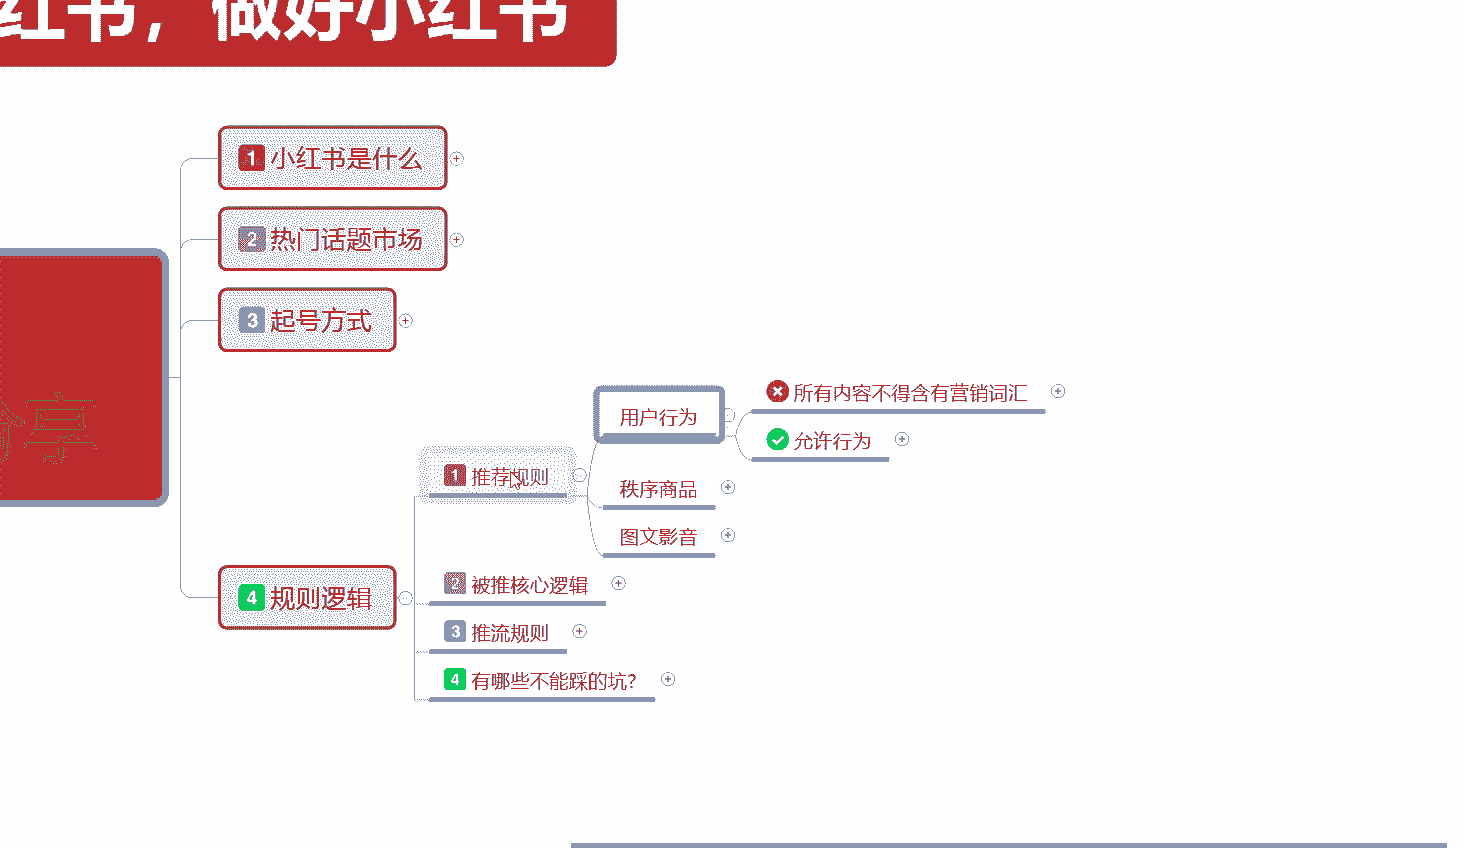 红书，做好小红书
1 小红书是什么
2 热门话题市场
3 起号方式
享
4 规则逻辑
1 推荐规则
用户行为
所有内容不得含有营销词汇
允许行为
秩序商品
图文影音
2 被推核心逻辑
3 推流规则
4 有哪些不能踩的坑？